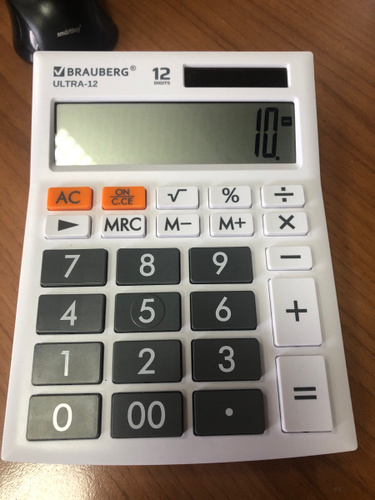 smartbuy
BRAUBERG® 12
ULTRA-12 DIGITS
10.
AC ON C.CE √ % ÷
► MRC M− M+ ×
7 8 9 −
4 5 6 +
1 2 3
0 00 . =